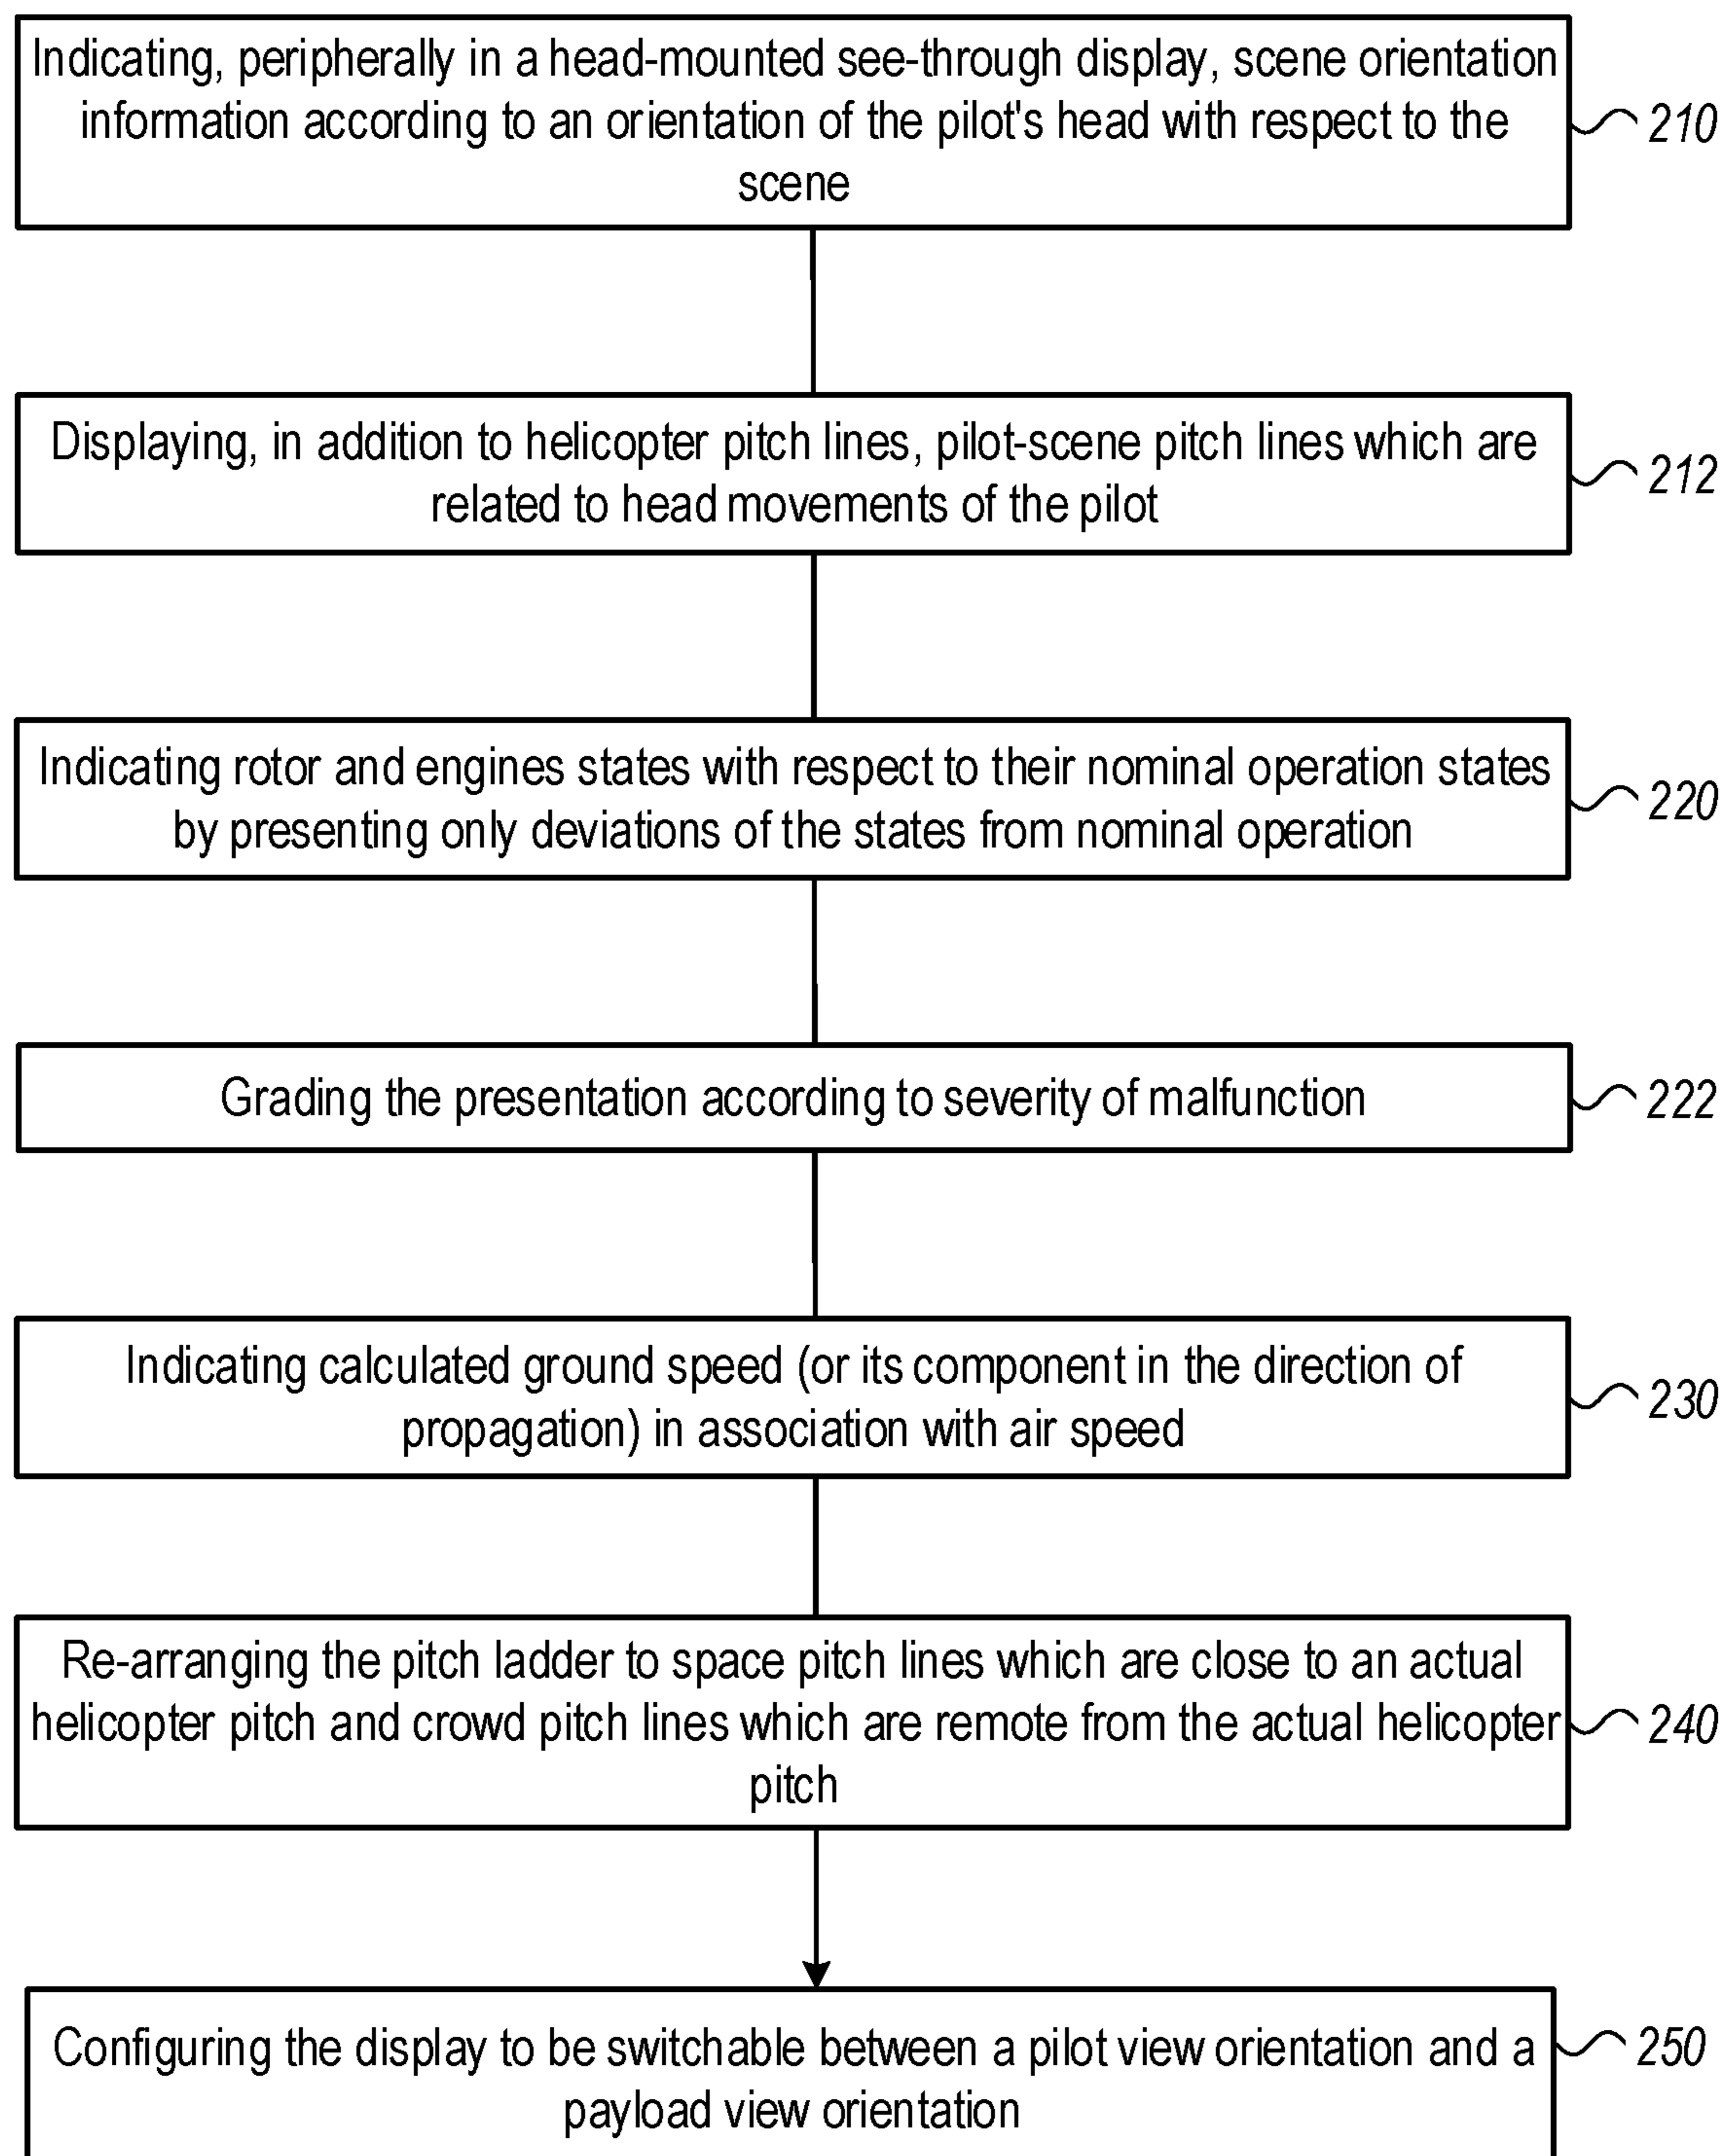 Indicating, peripherally in a head-mounted see-through display, scene orientation
information according to an orientation of the pilot's head with respect to the
scene
210
Displaying, in addition to helicopter pitch lines, pilot-scene pitch lines which are
related to head movements of the pilot
212
Indicating rotor and engines states with respect to their nominal operation states
by presenting only deviations of the states from nominal operation
220
Grading the presentation according to severity of malfunction
222
Indicating calculated ground speed (or its component in the direction of
propagation) in association with air speed
230
Re-arranging the pitch ladder to space pitch lines which are close to an actual
helicopter pitch and crowd pitch lines which are remote from the actual helicopter
pitch
240
Configuring the display to be switchable between a pilot view orientation and a
payload view orientation
250